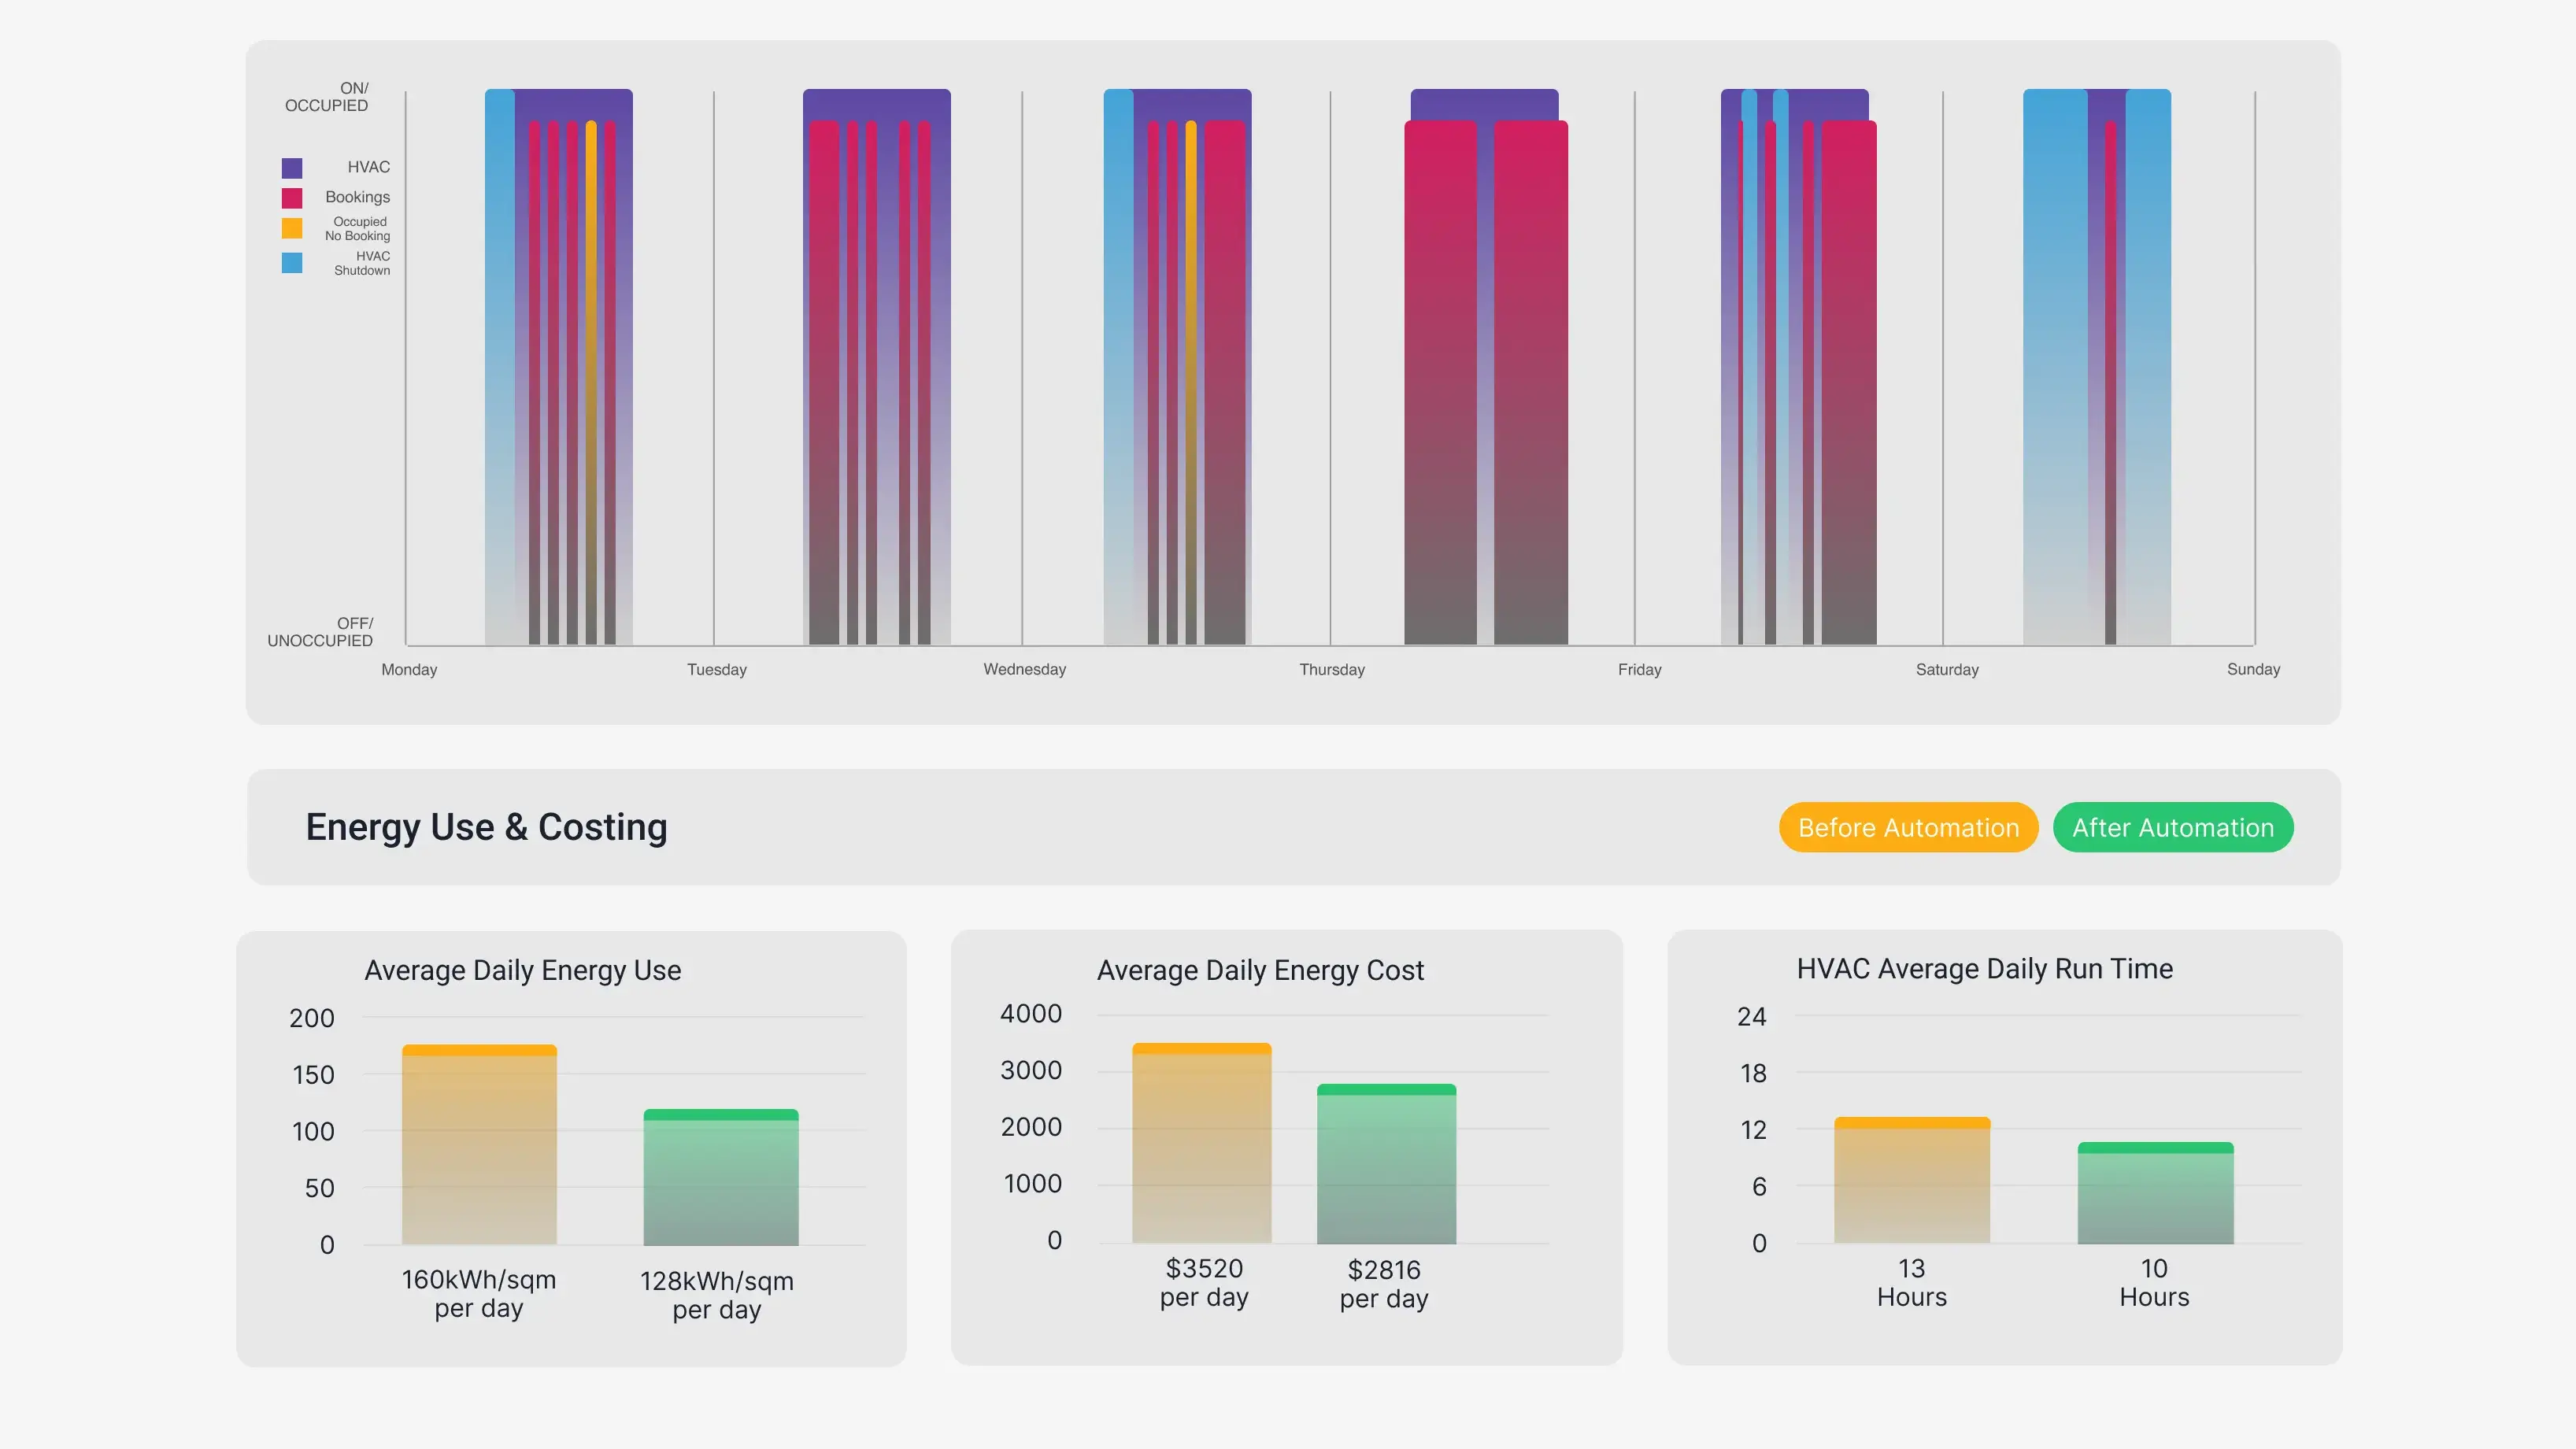 ON/
OCCUPIED
HVAC
Bookings
Occupied
No Booking
HVAC
Shutdown
OFF/
UNOCCUPIED
Monday Tuesday Wednesday Thursday Friday Saturday Sunday
Energy Use & Costing
Before Automation After Automation
Average Daily Energy Use
200
150
100
50
0
160kWh/sqm
per day
128kWh/sqm
per day
Average Daily Energy Cost
4000
3000
2000
1000
0
$3520
per day
$2816
per day
HVAC Average Daily Run Time
24
18
12
6
0
13
Hours
10
Hours